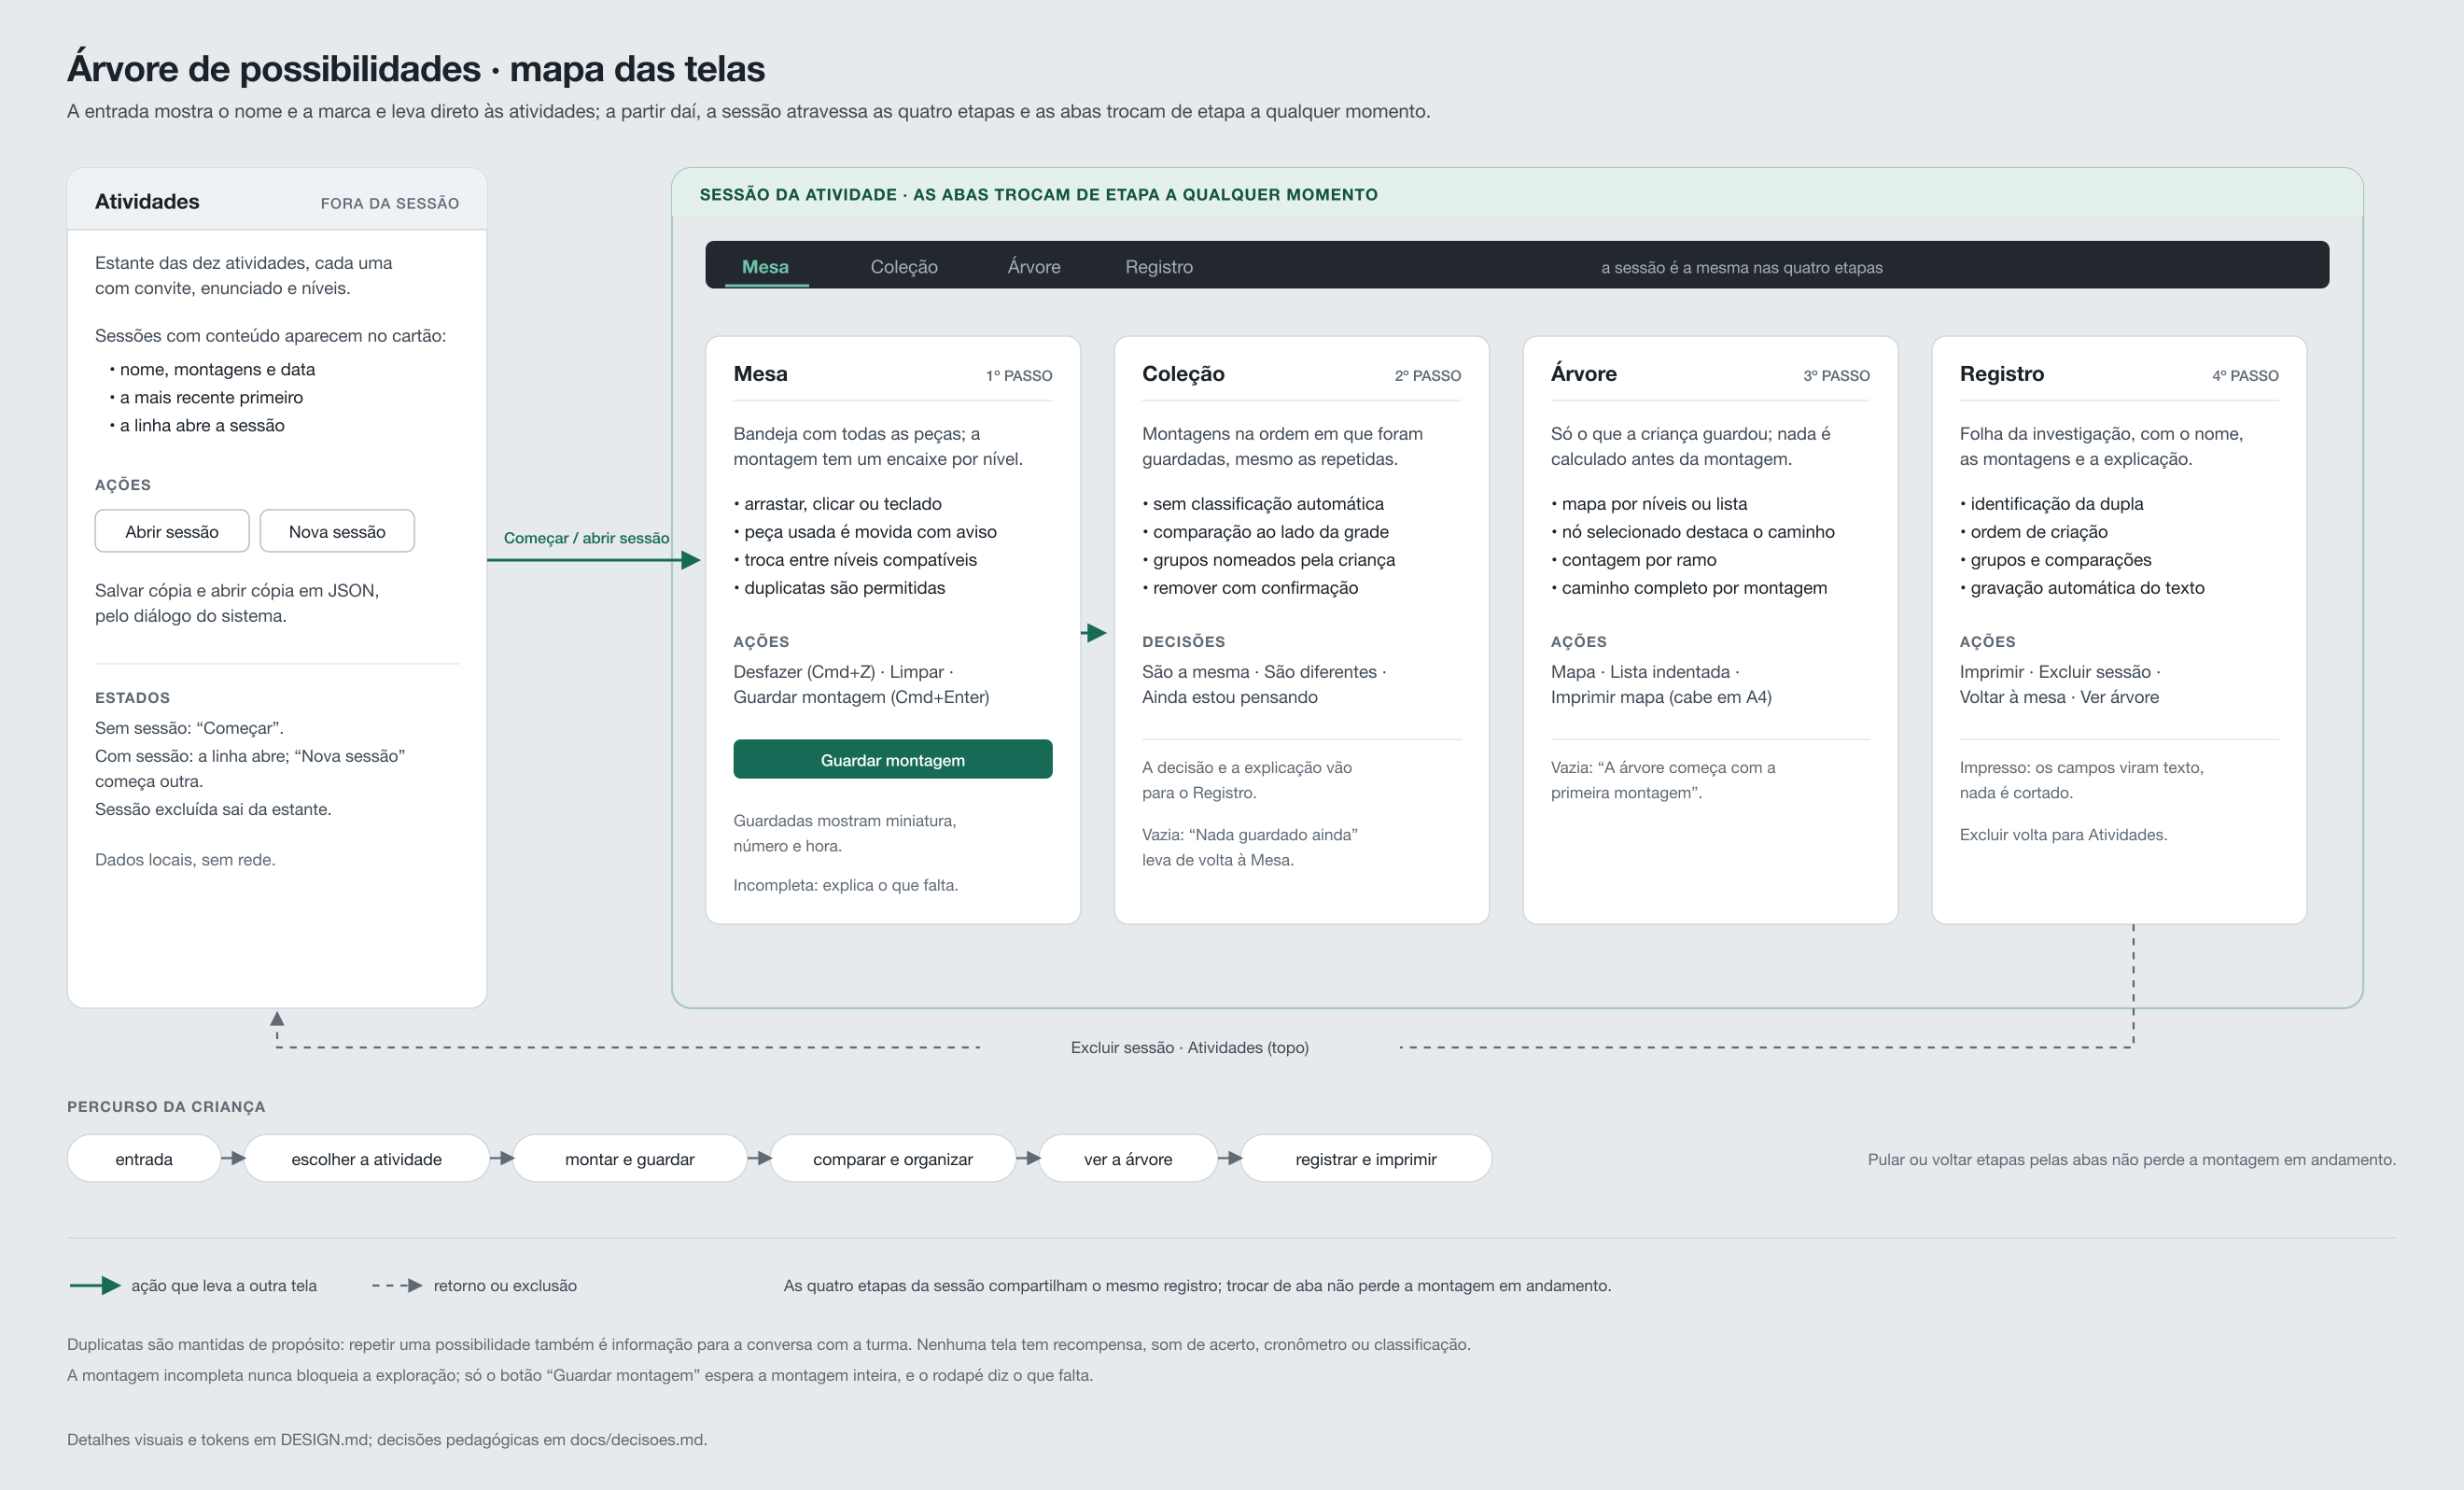 Árvore de possibilidades · mapa das telas
A entrada mostra o nome e a marca e leva direto às atividades; a partir daí, a sessão atravessa as quatro etapas e as abas trocam de etapa a qualquer momento.
Atividades
FORA DA SESSÃO
Estante das dez atividades, cada uma
com convite, enunciado e níveis.
Sessões com conteúdo aparecem no cartão:
• nome, montagens e data
• a mais recente primeiro
• a linha abre a sessão
AÇÕES
Abrir sessão
Nova sessão
Salvar cópia e abrir cópia em JSON,
pelo diálogo do sistema.
ESTADOS
Sem sessão: “Começar”.
Com sessão: a linha abre; “Nova sessão”
começa outra.
Sessão excluída sai da estante.
Dados locais, sem rede.
Começar / abrir sessão
SESSÃO DA ATIVIDADE · AS ABAS TROCAM DE ETAPA A QUALQUER MOMENTO
Mesa
Coleção
Árvore
Registro
a sessão é a mesma nas quatro etapas
Mesa
1º PASSO
Bandeja com todas as peças; a
montagem tem um encaixe por nível.
• arrastar, clicar ou teclado
• peça usada é movida com aviso
• troca entre níveis compatíveis
• duplicatas são permitidas
AÇÕES
Desfazer (Cmd+Z) · Limpar ·
Guardar montagem (Cmd+Enter)
Guardar montagem
Guardadas mostram miniatura,
número e hora.
Incompleta: explica o que falta.
Coleção
2º PASSO
Montagens na ordem em que foram
guardadas, mesmo as repetidas.
• sem classificação automática
• comparação ao lado da grade
• grupos nomeados pela criança
• remover com confirmação
DECISÕES
São a mesma · São diferentes ·
Ainda estou pensando
A decisão e a explicação vão
para o Registro.
Vazia: “Nada guardado ainda”
leva de volta à Mesa.
Árvore
3º PASSO
Só o que a criança guardou; nada é
calculado antes da montagem.
• mapa por níveis ou lista
• nó selecionado destaca o caminho
• contagem por ramo
• caminho completo por montagem
AÇÕES
Mapa · Lista indentada ·
Imprimir mapa (cabe em A4)
Vazia: “A árvore começa com a
primeira montagem”.
Registro
4º PASSO
Folha da investigação, com o nome,
as montagens e a explicação.
• identificação da dupla
• ordem de criação
• grupos e comparações
• gravação automática do texto
AÇÕES
Imprimir · Excluir sessão ·
Voltar à mesa · Ver árvore
Impresso: os campos viram texto,
nada é cortado.
Excluir volta para Atividades.
Excluir sessão · Atividades (topo)
PERCURSO DA CRIANÇA
entrada
escolher a atividade
montar e guardar
comparar e organizar
ver a árvore
registrar e imprimir
Pular ou voltar etapas pelas abas não perde a montagem em andamento.
ação que leva a outra tela
retorno ou exclusão
As quatro etapas da sessão compartilham o mesmo registro; trocar de aba não perde a montagem em andamento.
Duplicatas são mantidas de propósito: repetir uma possibilidade também é informação para a conversa com a turma. Nenhuma tela tem recompensa, som de acerto, cronômetro ou classificação.
A montagem incompleta nunca bloqueia a exploração; só o botão “Guardar montagem” espera a montagem inteira, e o rodapé diz o que falta.
Detalhes visuais e tokens em DESIGN.md; decisões pedagógicas em docs/decisoes.md.